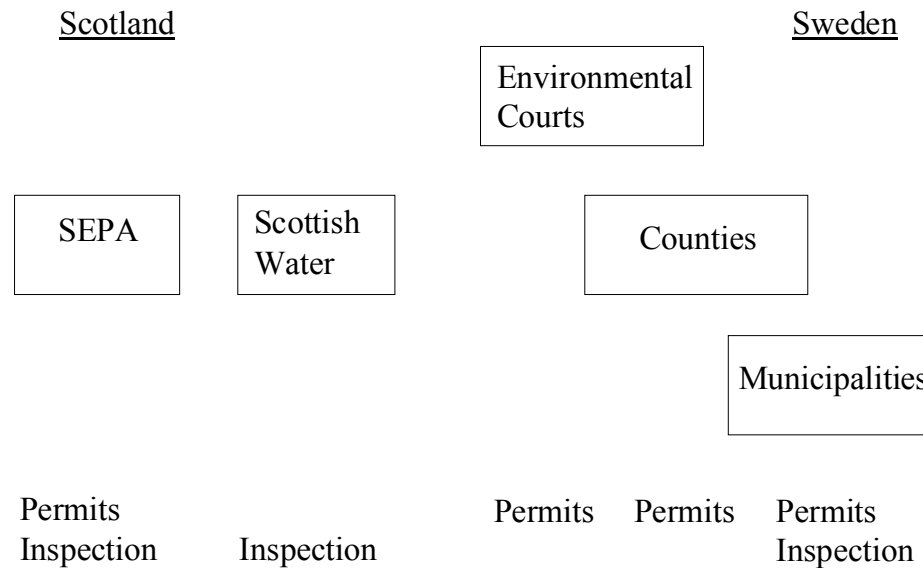 Scotland
Sweden
Environmental
Courts
SEPA
Scottish
Water
Counties
Municipalities
Permits
Inspection
Inspection
Permits
Permits
Permits
Inspection